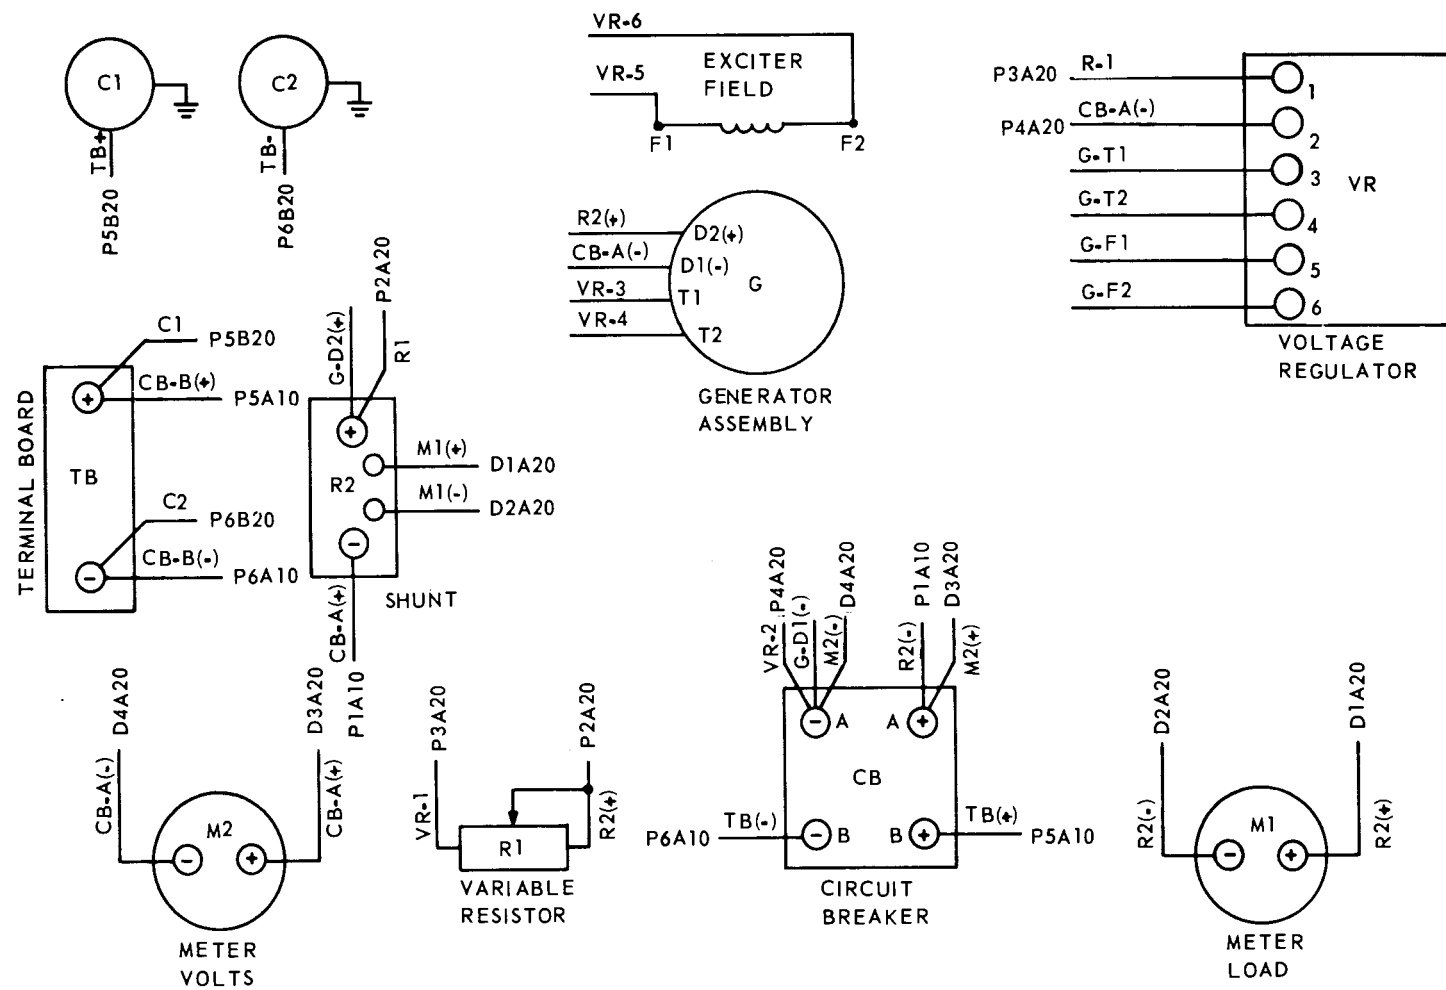 C1
TB+
P5B20
C2
TB-
P6B20
VR-6
VR-5
EXCITER
FIELD
F1
F2
P3A20
R-1
1
P4A20
CB-A(-)
2
G-T1
3
G-T2
4
G-F1
5
G-F2
6
VR
VOLTAGE
REGULATOR
R2(+)
D2(+)
CB-A(-)
D1(-)
VR-3
T1
VR-4
T2
G
GENERATOR
ASSEMBLY
TERMINAL BOARD
TB
C1
P5B20
+
CB-B(+)
P5A10
C2
P6B20
-
CB-B(-)
P6A10
G-D2(+)
P2A20
R1
+
M1(+)
D1A20
R2
M1(-)
D2A20
-
SHUNT
CB-A(+)
P1A10
D4A20
CB-A(-)
D3A20
CB-A(+)
M2
- +
METER
VOLTS
P3A20
VR-1
P2A20
R2(+)
R1
VARIABLE
RESISTOR
VR-2
P4A20
G-D1(-)
M2(-)
D4A20
R2(-)
P1A10
M2(+)
D3A20
- A A +
CB
P6A10
TB(-)
- B B +
TB(+)
P5A10
CIRCUIT
BREAKER
D2A20
R2(-)
D1A20
R2(+)
M1
- +
METER
LOAD